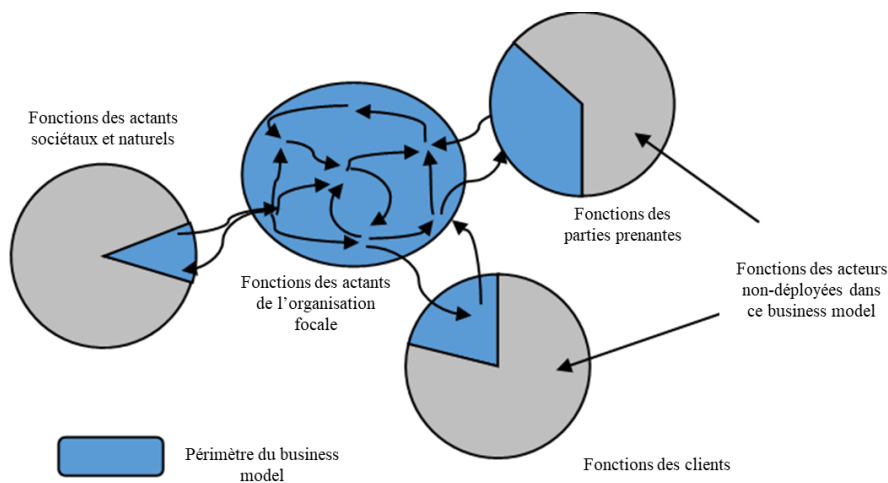 Fonctions des actants
sociétaux et naturels
Fonctions des actants
de l’organisation
focale
Fonctions des
parties prenantes
Fonctions des acteurs
non-déployées dans
ce business model
Périmètre du business
model
Fonctions des clients